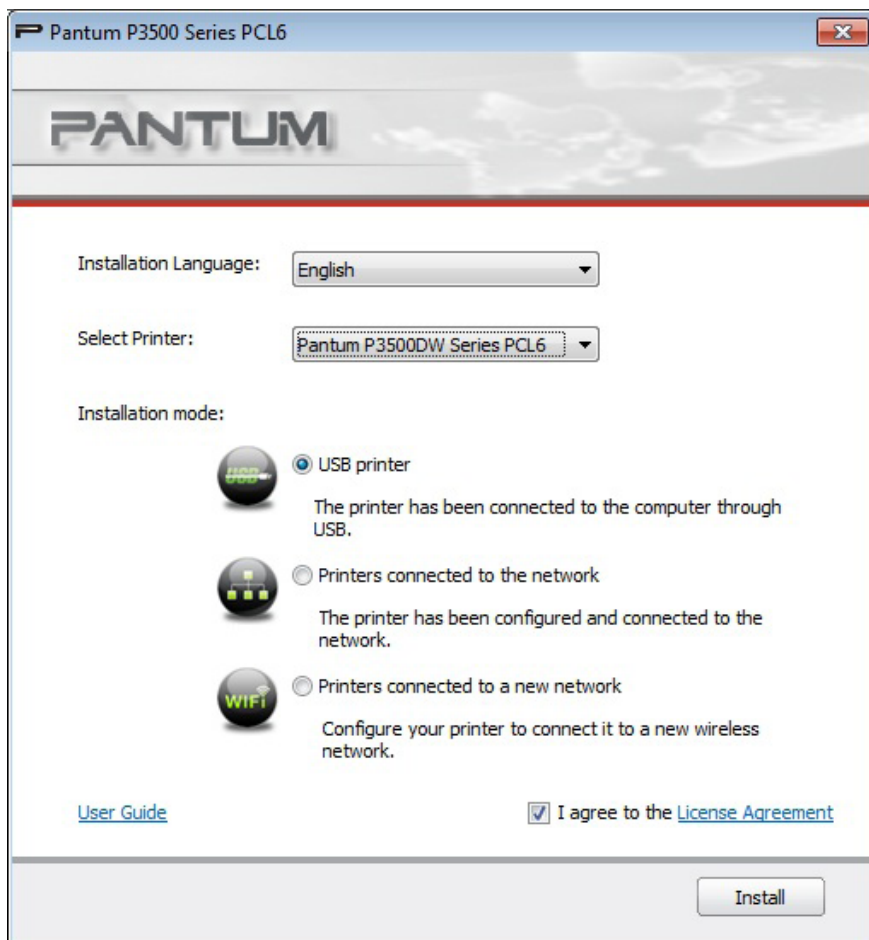 Pantum P3500 Series PCL6
PANTUM
Installation Language:
English
Select Printer:
Pantum P3500DW Series PCL6
Installation mode:
USB
USB printer
The printer has been connected to the computer through
USB.
Printers connected to the network
The printer has been configured and connected to the
network.
WiFi
Printers connected to a new network
Configure your printer to connect it to a new wireless
network.
User Guide
I agree to the License Agreement
Install